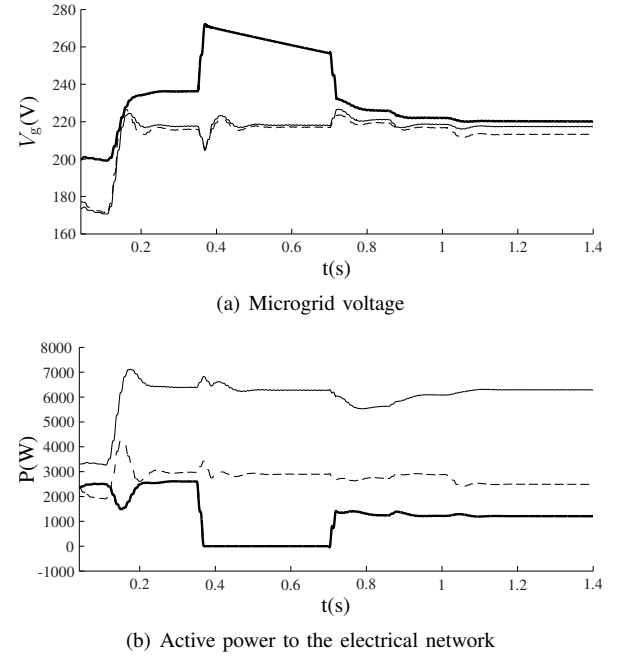 280
260
240
220
200
180
160
V_g(V)
0.2 0.4 0.6 0.8 1 1.2 1.4
t(s)
(a) Microgrid voltage
8000
7000
6000
5000
4000
3000
2000
1000
0
-1000
P(W)
0.2 0.4 0.6 0.8 1 1.2 1.4
t(s)
(b) Active power to the electrical network